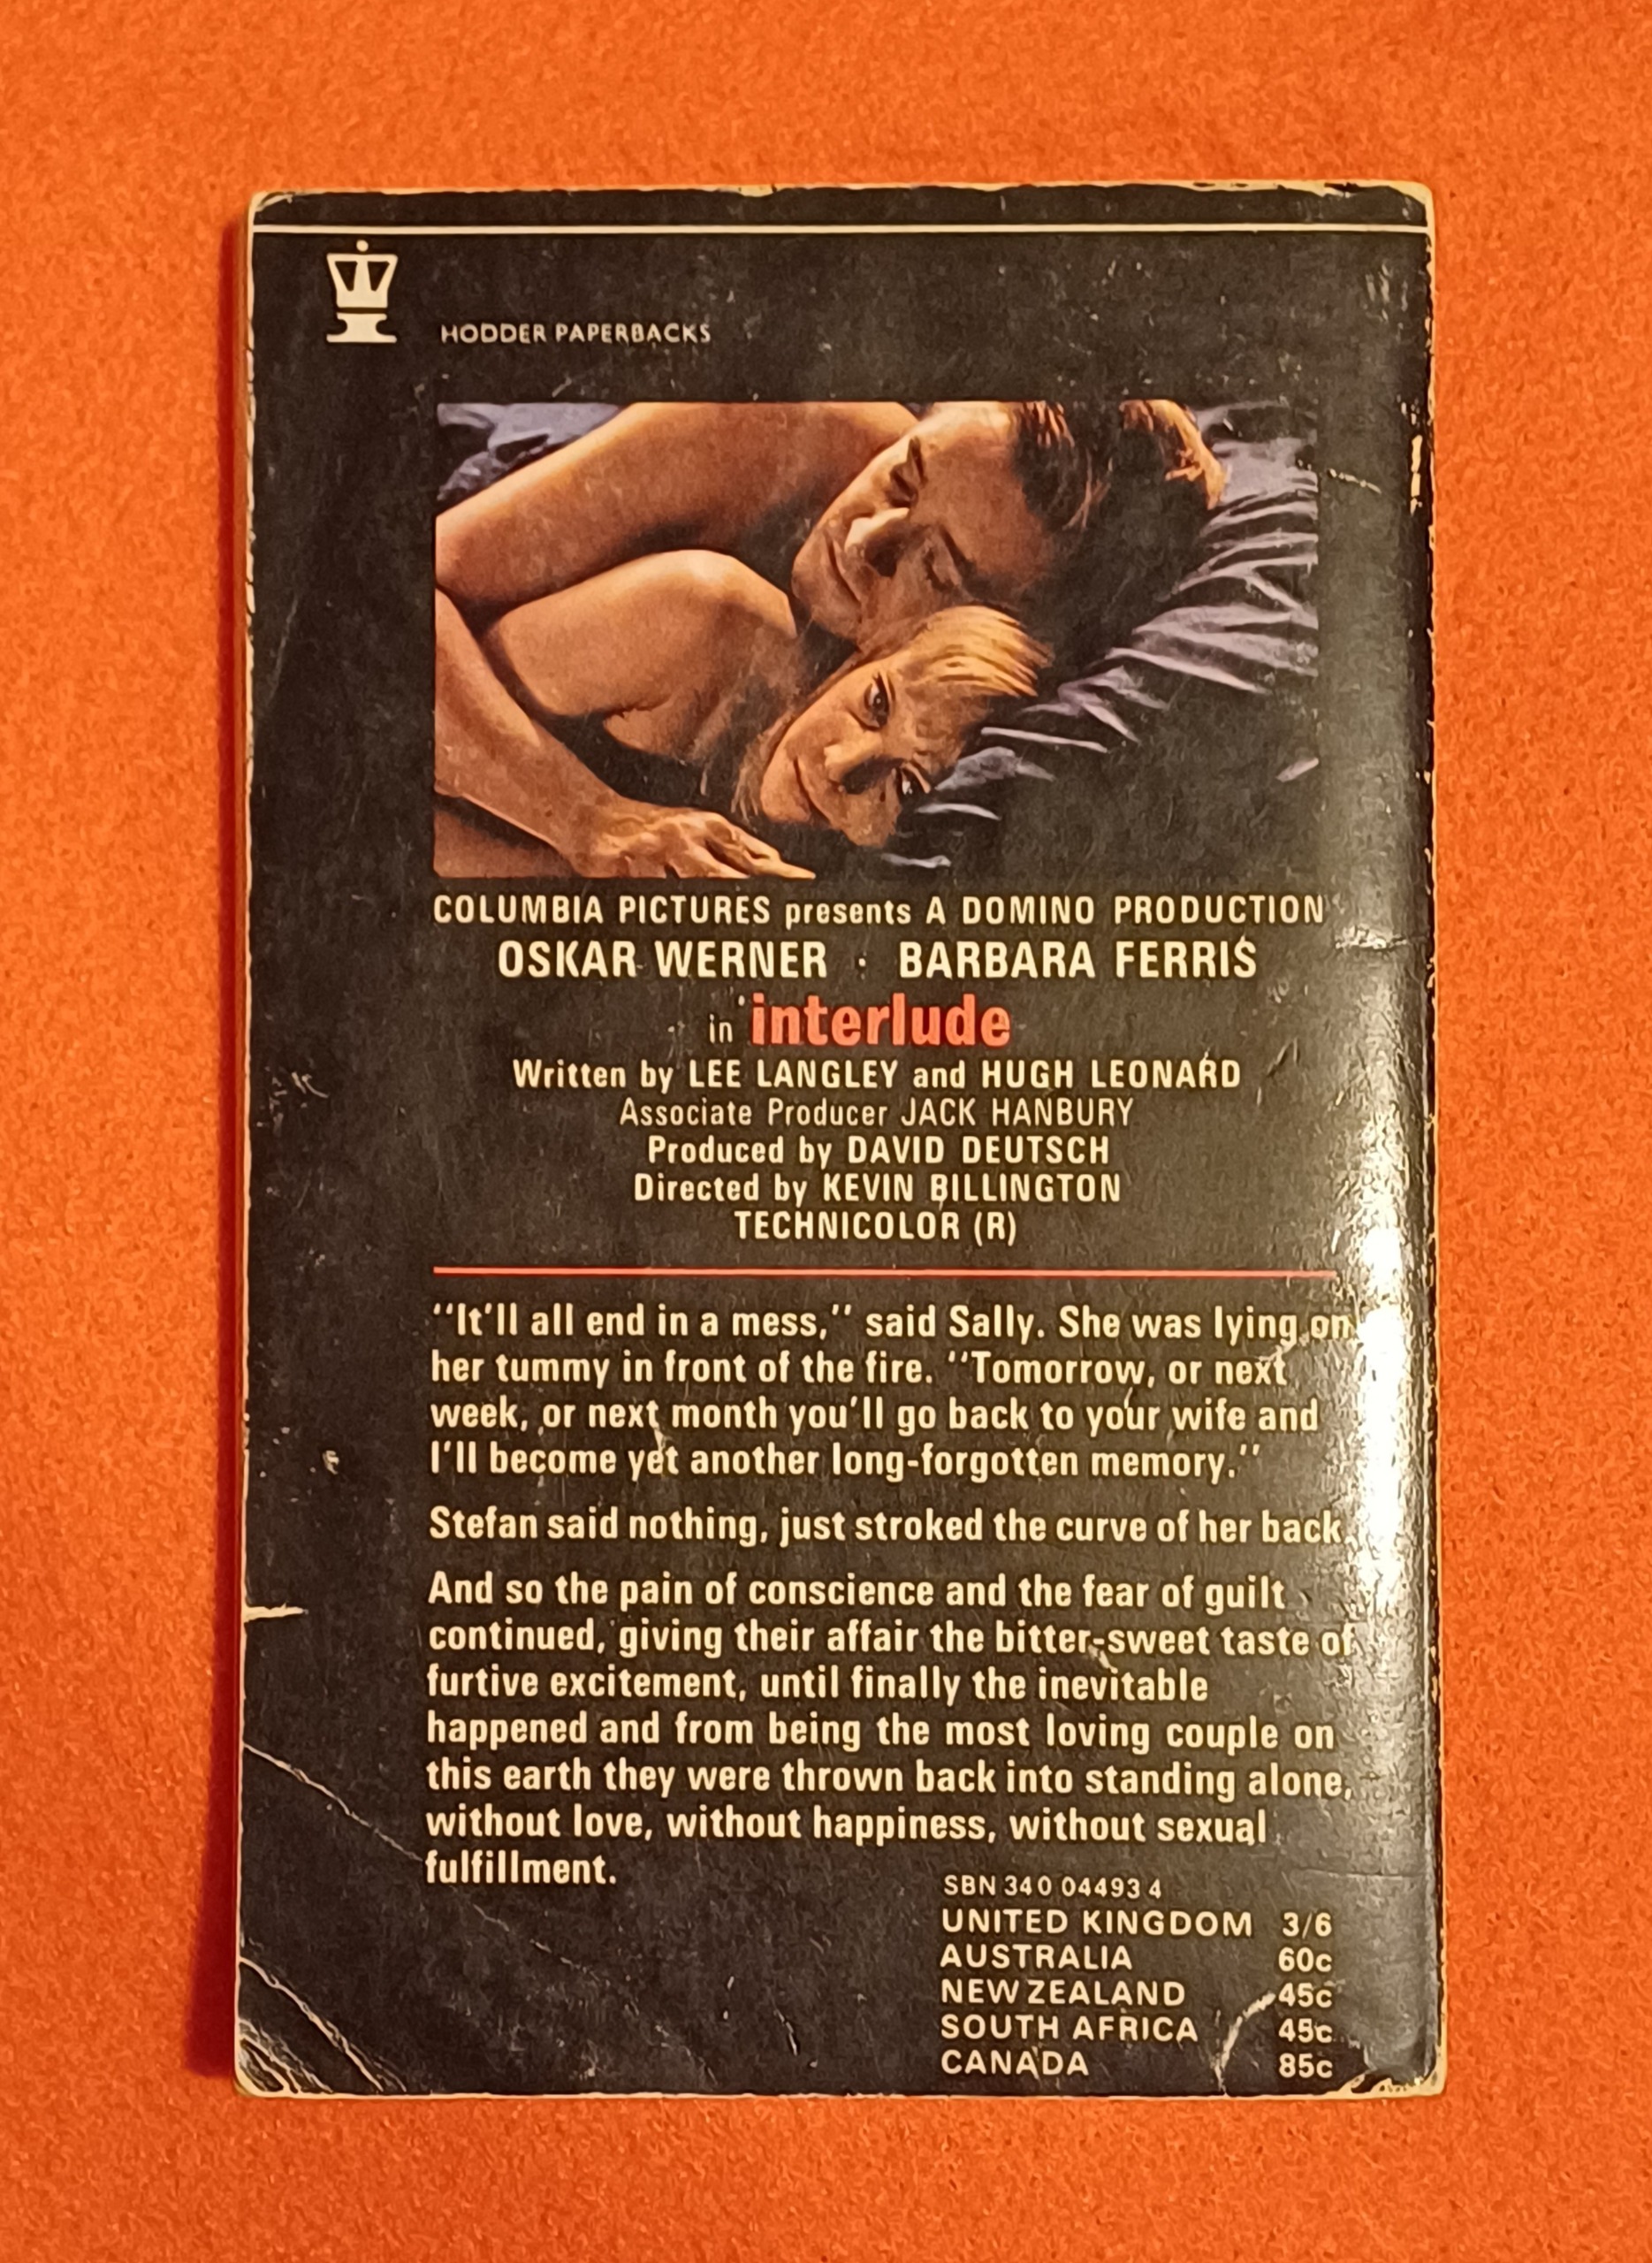 HODDER PAPERBACKS
COLUMBIA PICTURES presents A DOMINO PRODUCTION
OSKAR WERNER · BARBARA FERRIS
in interlude
Written by LEE LANGLEY and HUGH LEONARD
Associate Producer JACK HANBURY
Produced by DAVID DEUTSCH
Directed by KEVIN BILLINGTON
TECHNICOLOR (R)
"It'll all end in a mess," said Sally. She was lying on
her tummy in front of the fire. "Tomorrow, or next
week, or next month you'll go back to your wife and
I'll become yet another long-forgotten memory."
Stefan said nothing, just stroked the curve of her back.
And so the pain of conscience and the fear of guilt
continued, giving their affair the bitter-sweet taste of
furtive excitement, until finally the inevitable
happened and from being the most loving couple on
this earth they were thrown back into standing alone,
without love, without happiness, without sexual
fulfillment.
SBN 340 04493 4
UNITED KINGDOM 3/6
AUSTRALIA 60c
NEW ZEALAND 45c
SOUTH AFRICA 45c
CANADA 85c